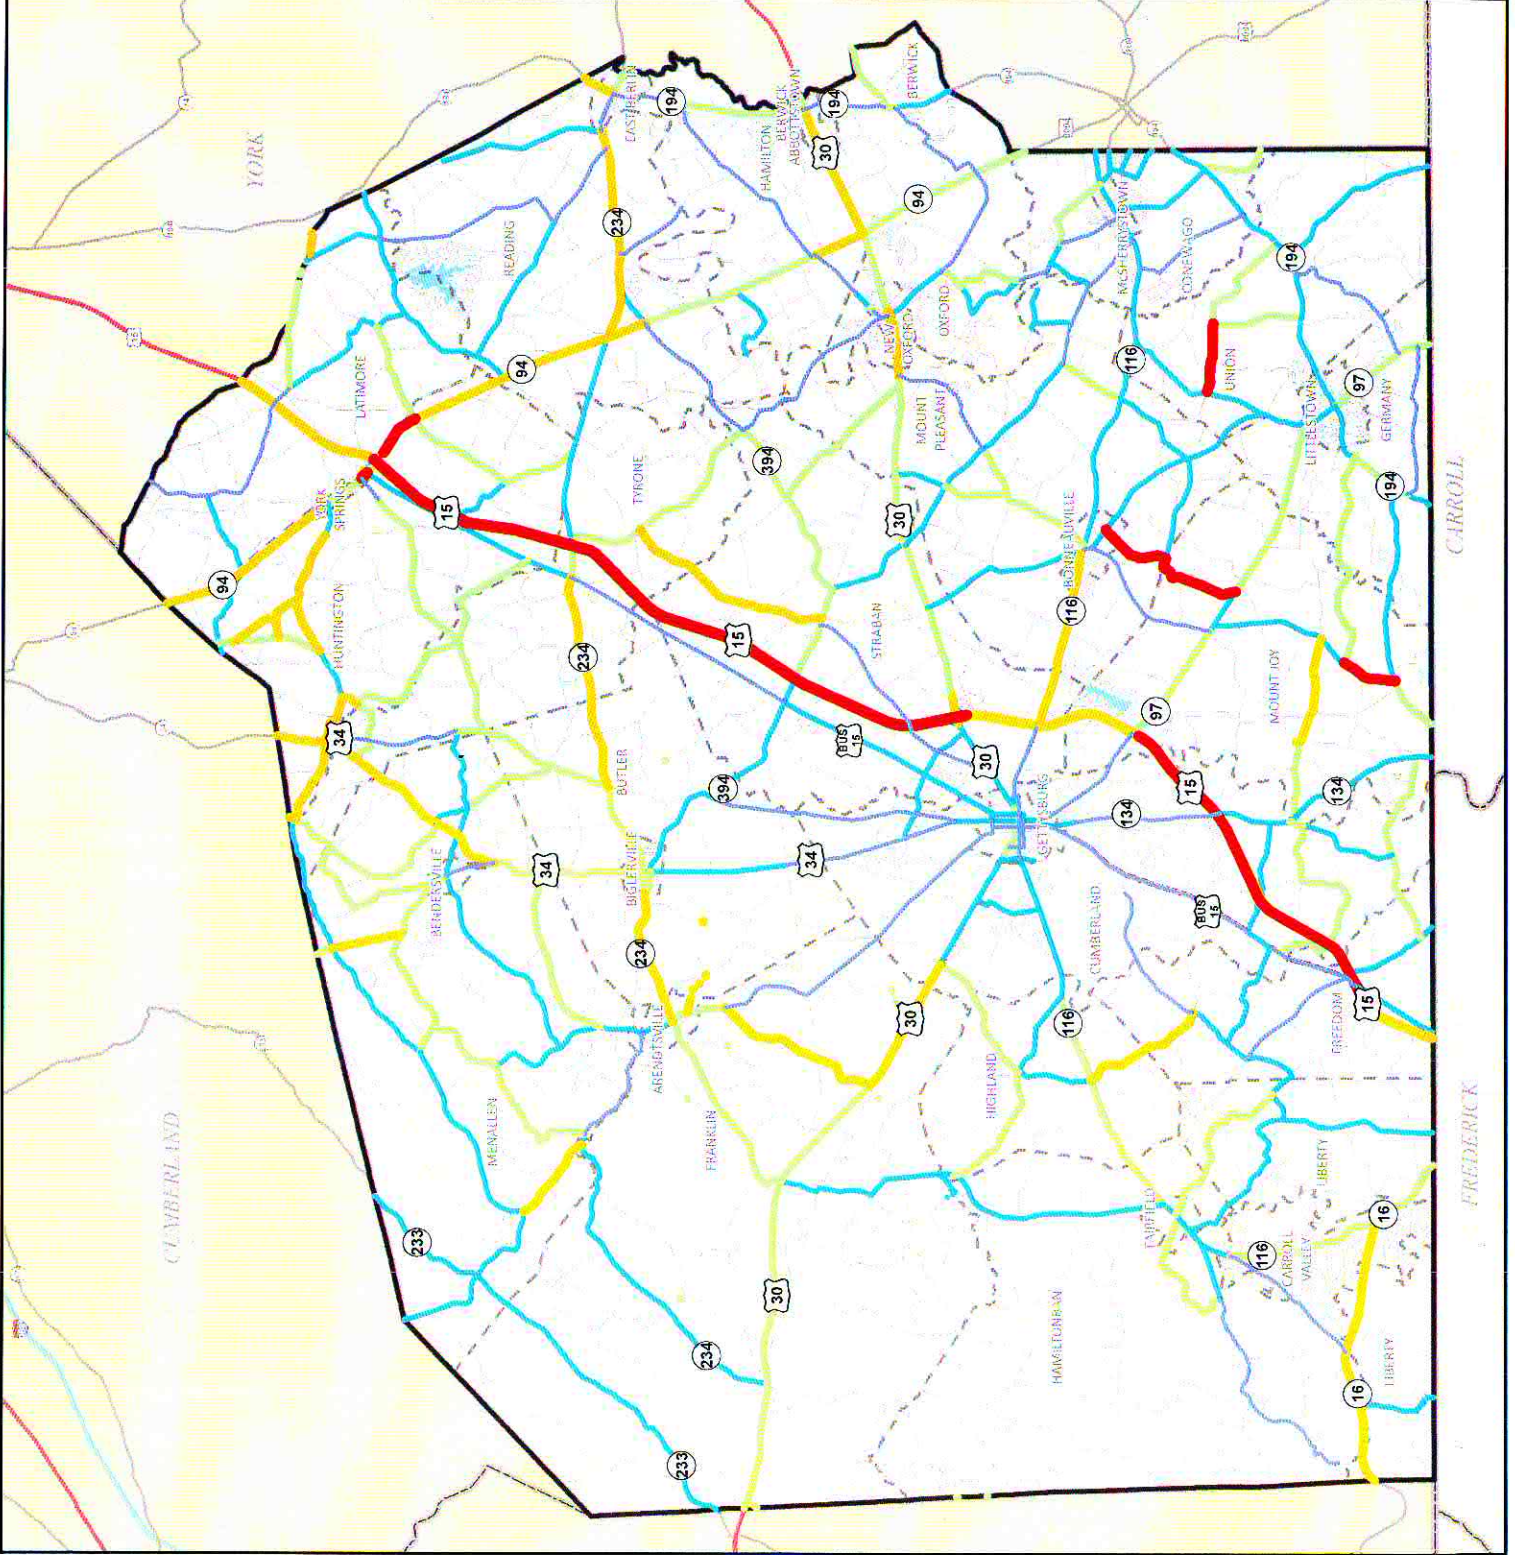 YORK
EAST BERLIN
194
BERWICK
ABBOTTSTOWN
194
BERWICK
HAMILTON
30
94
234
READING
McSHERRYSTOWN
CONEWAGO
194
LATIMORE
94
NEW
OXFORD
OXFORD
116
UNION
97
GERMANY
LITTLESTOWN
MOUNT
PLEASANT
394
TYRONE
YORK
SPRINGS
15
30
194
CARROLL
94
BONNEAUVILLE
116
HUNTINGTON
STRABAN
15
234
MOUNT JOY
97
34
BUS
15
30
BUTLER
394
15
134
134
GETTYSBURG
34
34
BIGLERVILLE
BENDERSVILLE
BUS
15
CUMBERLAND
234
30
116
15
FREEDOM
ARENDTSVILLE
HIGHLAND
MENALLEN
FRANKLIN
CUMBERLAND
FREDERICK
LIBERTY
FAIRFIELD
16
233
116
CARROLL
VALLEY
30
HAMILTONBAN
234
LIBERTY
16
233